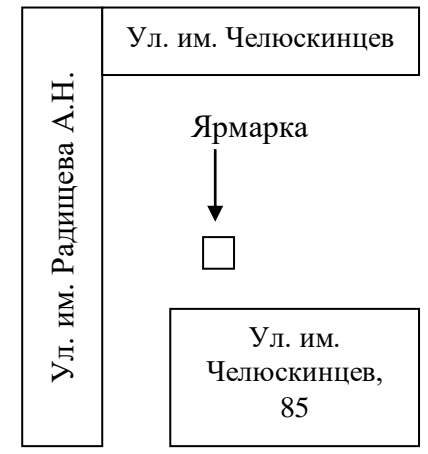 Ул. им. Челюскинцев
Ул. им. Радищева А.Н.
Ярмарка
Ул. им.
Челюскинцев,
85